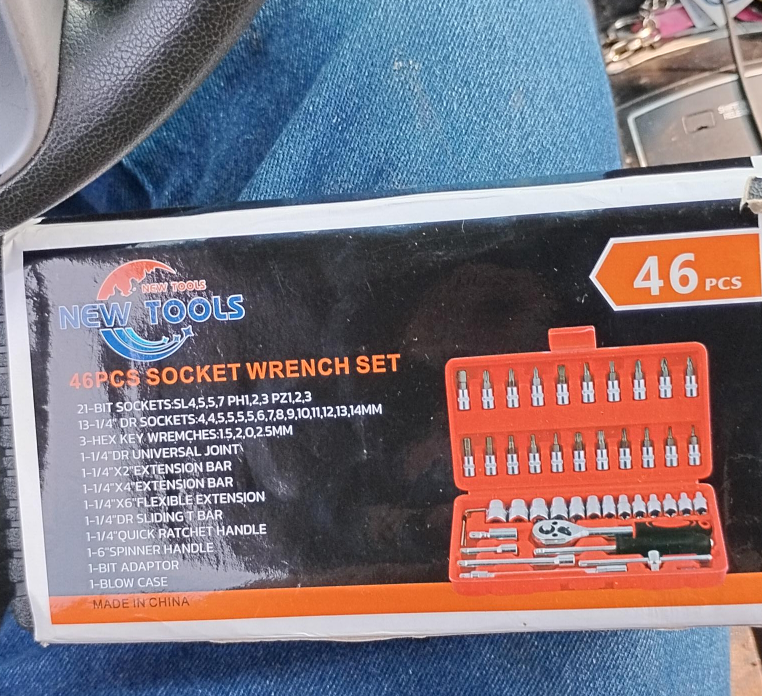 46 PCS
NEW TOOLS
NEW TOOLS
46PCS SOCKET WRENCH SET
21-BIT SOCKETS:SL4,5.5,7 PH1,2,3 PZ1,2,3
13-1/4" DR SOCKETS:4,4.5,5,5.5,6,7,8,9,10,11,12,13,14MM
3-HEX KEY WREMCHES:1.5,2.0,2.5MM
1-1/4"DR UNIVERSAL JOINT
1-1/4"X2"EXTENSION BAR
1-1/4"X4"EXTENSION BAR
1-1/4"X6"FLEXIBLE EXTENSION
1-1/4"DR SLIDING T BAR
1-1/4"QUICK RATCHET HANDLE
1-6"SPINNER HANDLE
1-BIT ADAPTOR
1-BLOW CASE
MADE IN CHINA